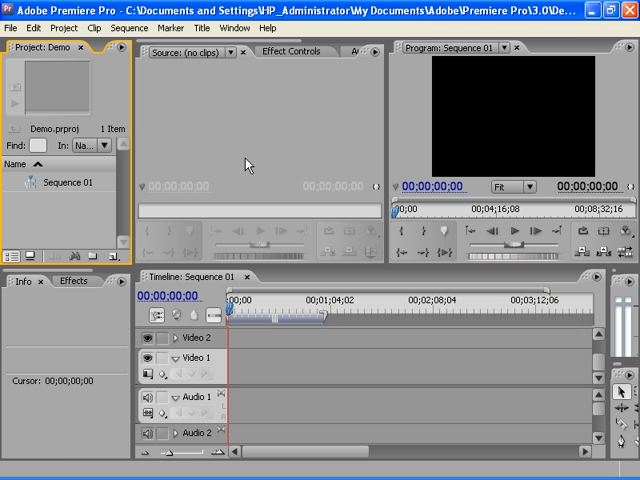 Adobe Premiere Pro - C:\Documents and Settings\HP_Administrator\My Documents\Adobe\Premiere Pro\3.0\De...
File Edit Project Clip Sequence Marker Title Window Help
Project: Demo
Source: (no clips) Effect Controls
Program: Sequence 01
Demo.prproj 1 Item
Find: In: Na...
Name
Sequence 01
00;00;00;00 00;00;00;00
00;00;00;00 Fit 00;00;00;00
00;00 00;04;16;08 00;08;32;16
Info Effects
Cursor: 00;00;00;00
Timeline: Sequence 01
00;00;00;00
00;00 00;01;04;02 00;02;08;04 00;03;12;06
Video 2
Video 1
Audio 1
L
R
Audio 2